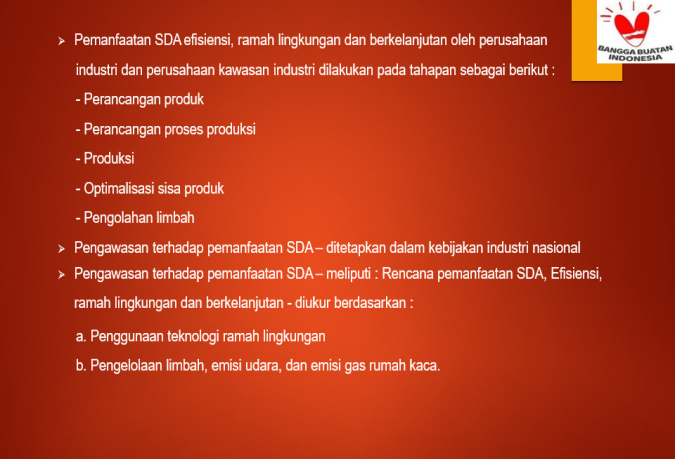 BANGGA BUATAN
INDONESIA
➢ Pemanfaatan SDA efisiensi, ramah lingkungan dan berkelanjutan oleh perusahaan
industri dan perusahaan kawasan industri dilakukan pada tahapan sebagai berikut :
- Perancangan produk
- Perancangan proses produksi
- Produksi
- Optimalisasi sisa produk
- Pengolahan limbah
➢ Pengawasan terhadap pemanfaatan SDA – ditetapkan dalam kebijakan industri nasional
➢ Pengawasan terhadap pemanfaatan SDA – meliputi : Rencana pemanfaatan SDA, Efisiensi,
ramah lingkungan dan berkelanjutan - diukur berdasarkan :
a. Penggunaan teknologi ramah lingkungan
b. Pengelolaan limbah, emisi udara, dan emisi gas rumah kaca.